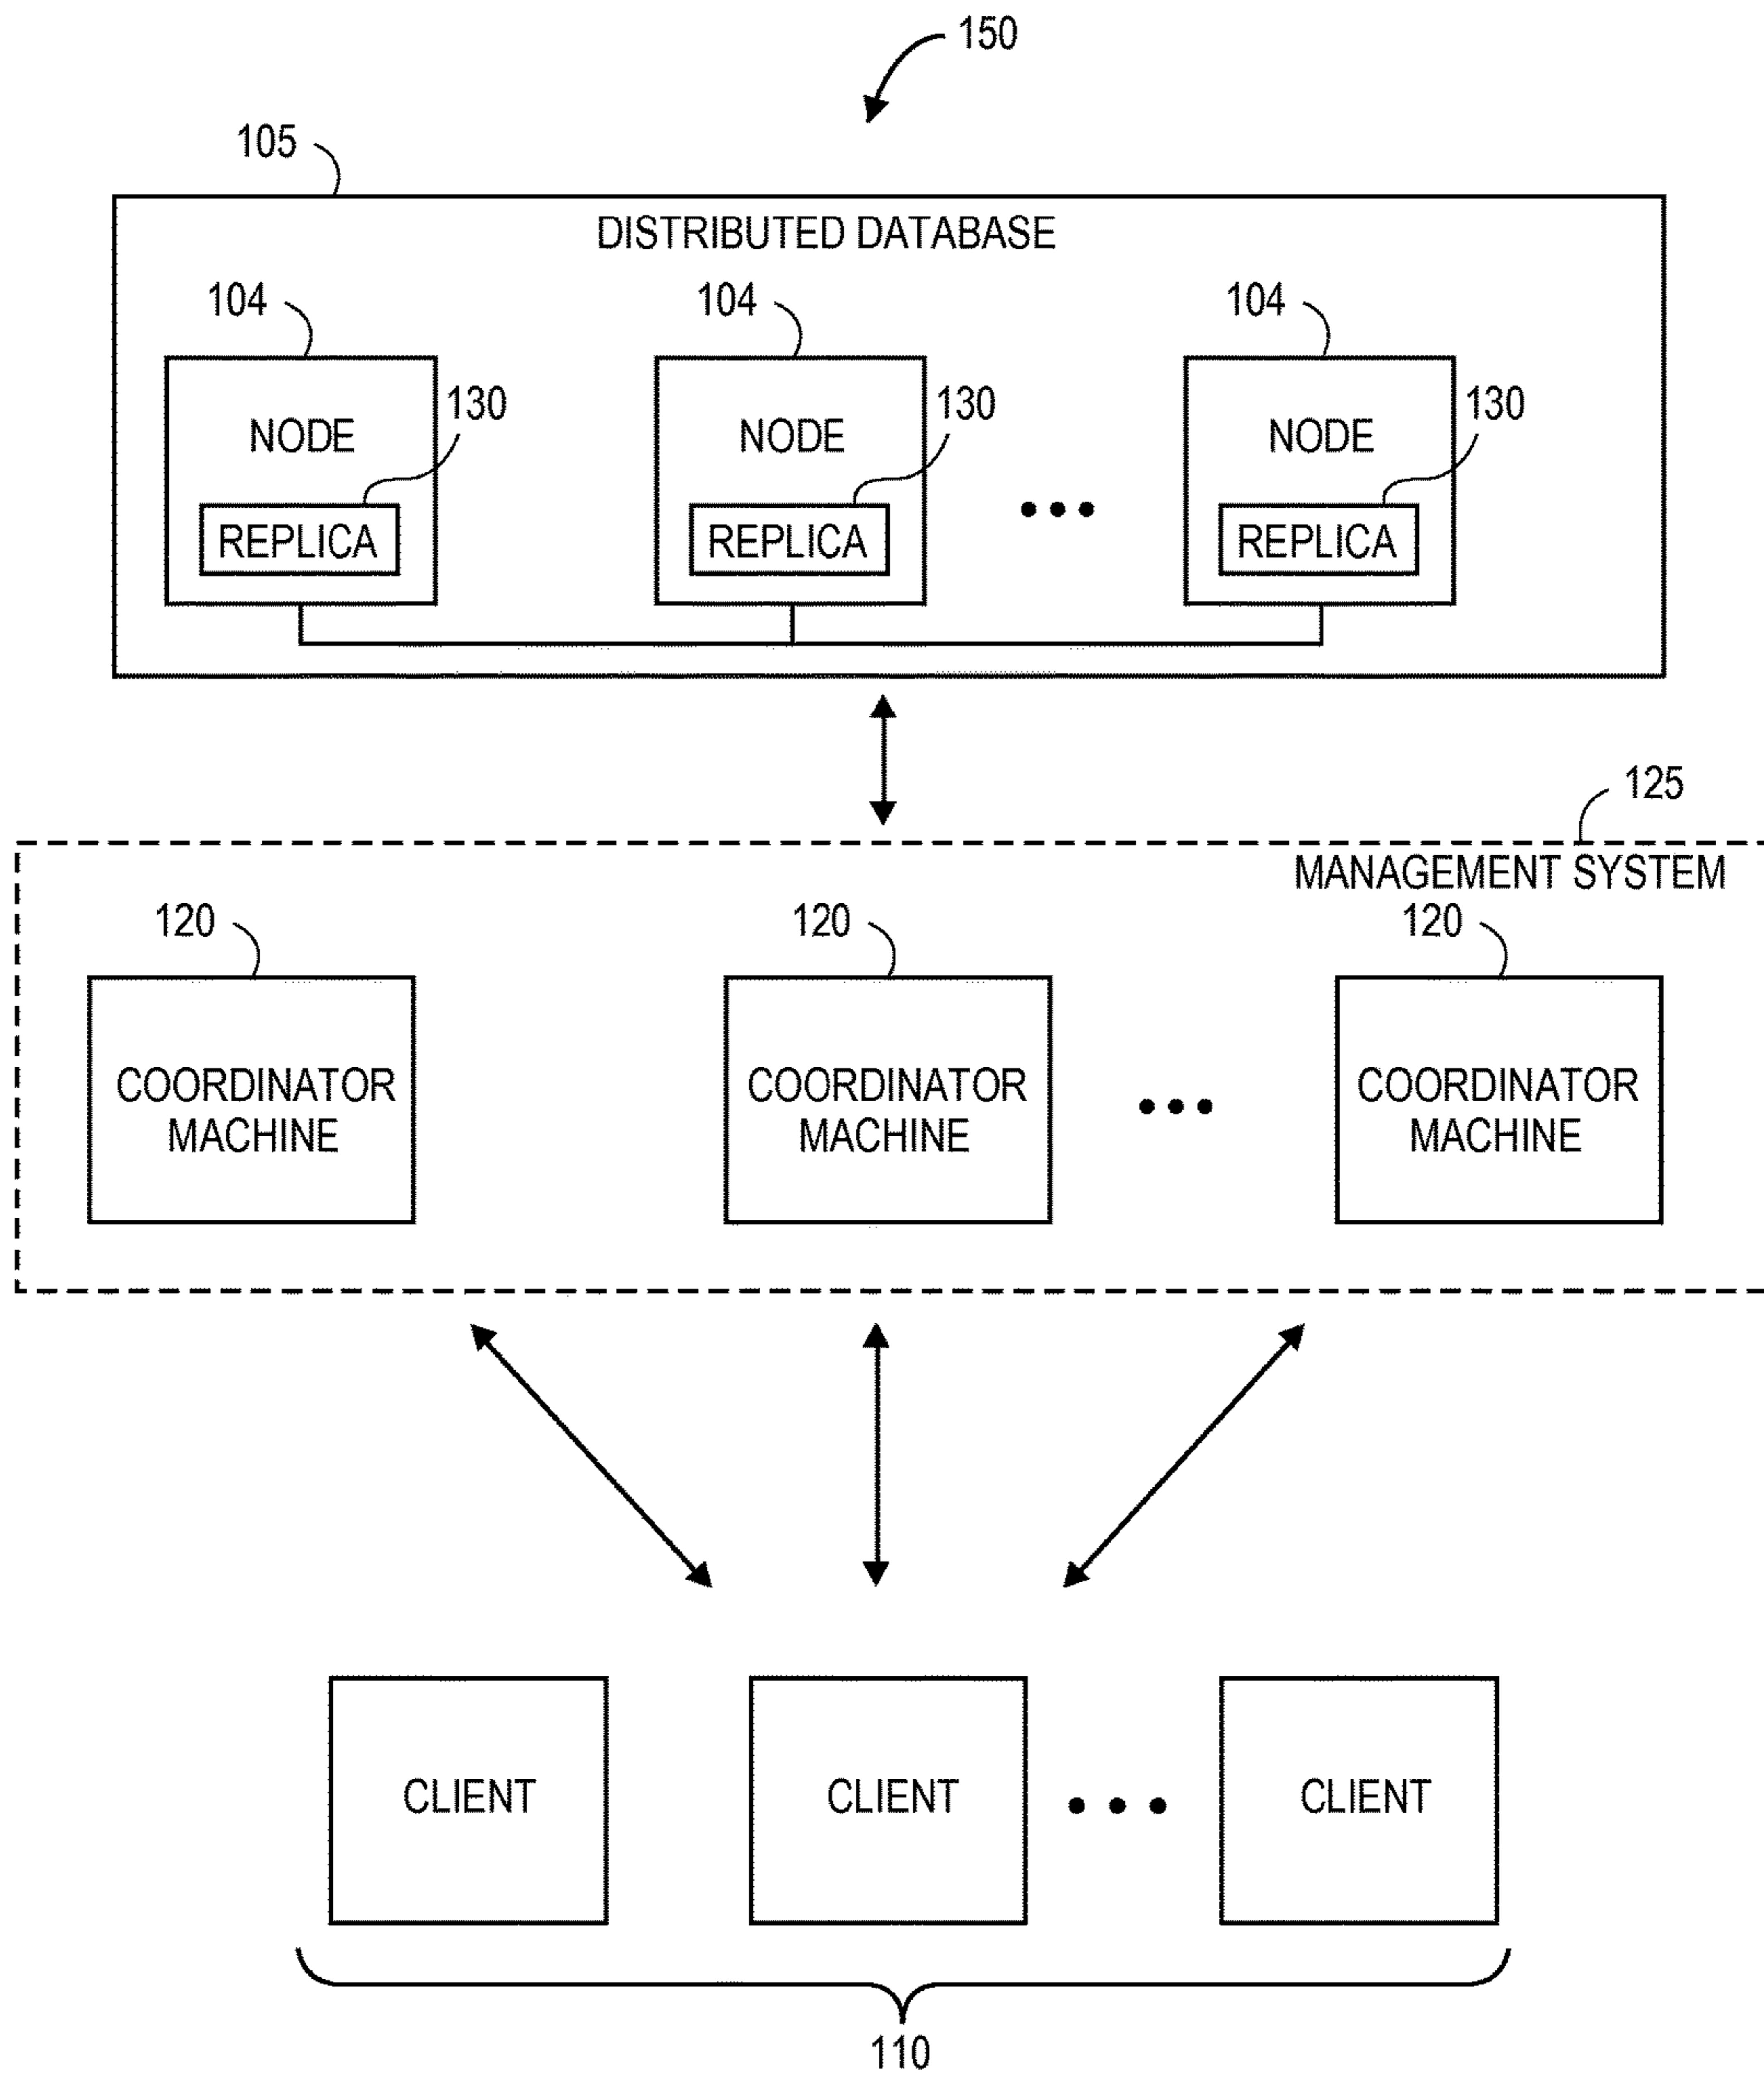 150
105
DISTRIBUTED DATABASE
104
104
104
130
130
130
NODE
NODE
NODE
REPLICA
REPLICA
REPLICA
125
MANAGEMENT SYSTEM
120
120
120
COORDINATOR
MACHINE
COORDINATOR
MACHINE
COORDINATOR
MACHINE
CLIENT
CLIENT
CLIENT
110